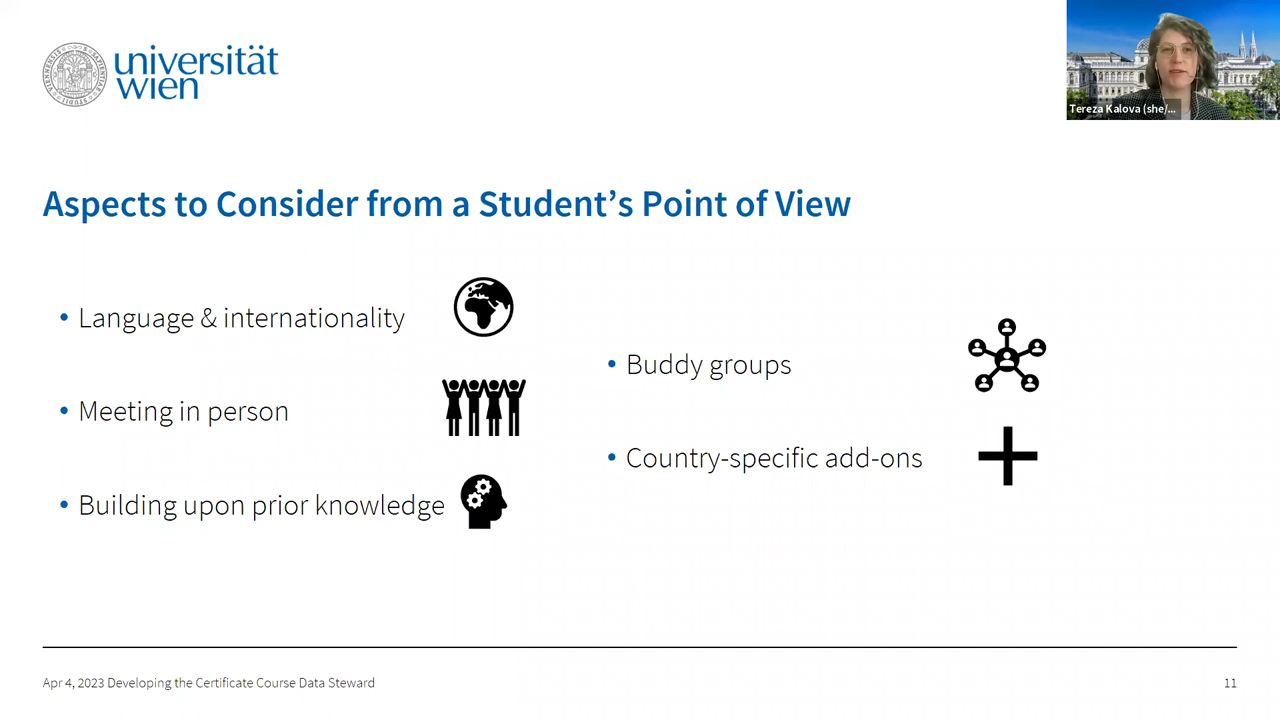 universität
wien
Tereza Kalova (she/...
Aspects to Consider from a Student’s Point of View
• Language & internationality
• Meeting in person
• Building upon prior knowledge
• Buddy groups
• Country-specific add-ons
Apr 4, 2023 Developing the Certificate Course Data Steward
11